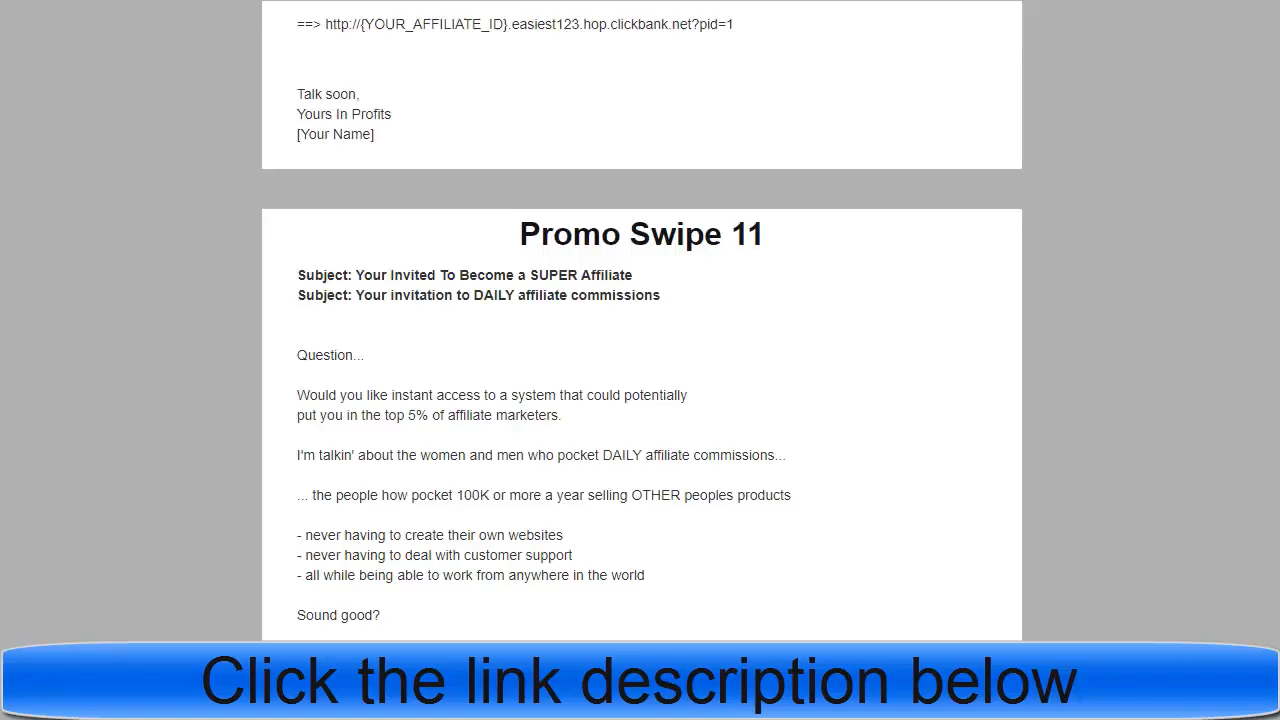 ==> http://{YOUR_AFFILIATE_ID}.easiest123.hop.clickbank.net?pid=1
Talk soon,
Yours In Profits
[Your Name]
Promo Swipe 11
Subject: Your Invited To Become a SUPER Affiliate
Subject: Your invitation to DAILY affiliate commissions
Question...
Would you like instant access to a system that could potentially
put you in the top 5% of affiliate marketers.
I'm talkin' about the women and men who pocket DAILY affiliate commissions...
... the people how pocket 100K or more a year selling OTHER peoples products
- never having to create their own websites
- never having to deal with customer support
- all while being able to work from anywhere in the world
Sound good?
Click the link description below